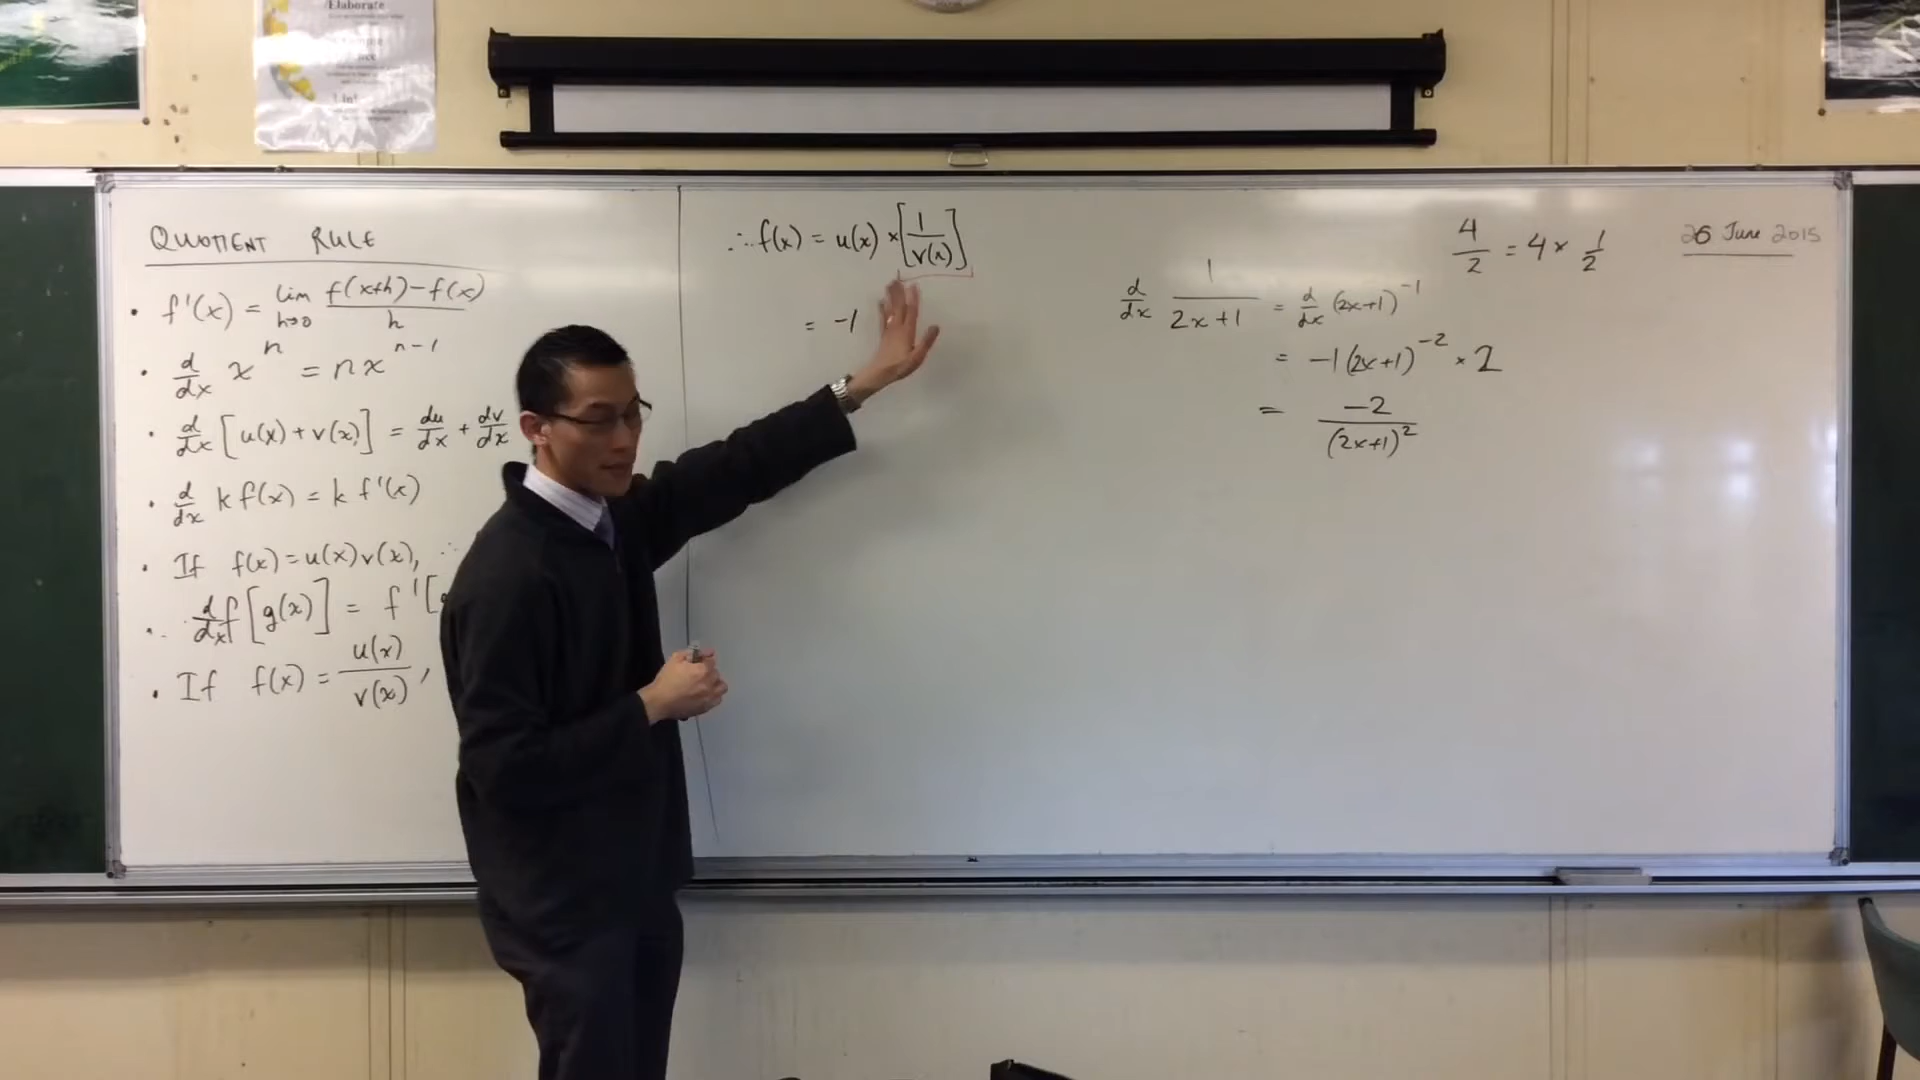 Elaborate
QUOTIENT RULE
f'(x) = lim h→0 f(x+h)-f(x) / h
d/dx x^n = nx^(n-1)
d/dx [u(x) + v(x)] = du/dx + dv/dx
d/dx k f(x) = k f'(x)
If f(x) = u(x)v(x), ∴
d/dx f[g(x)] = f'[
If f(x) = u(x)/v(x),
∴ f(x) = u(x) × [1/v(x)]
= -1
d/dx 1/(2x+1) = d/dx (2x+1)^-1
= -1(2x+1)^-2 × 2
= -2/(2x+1)^2
4/2 = 4 × 1/2
26 June 2015